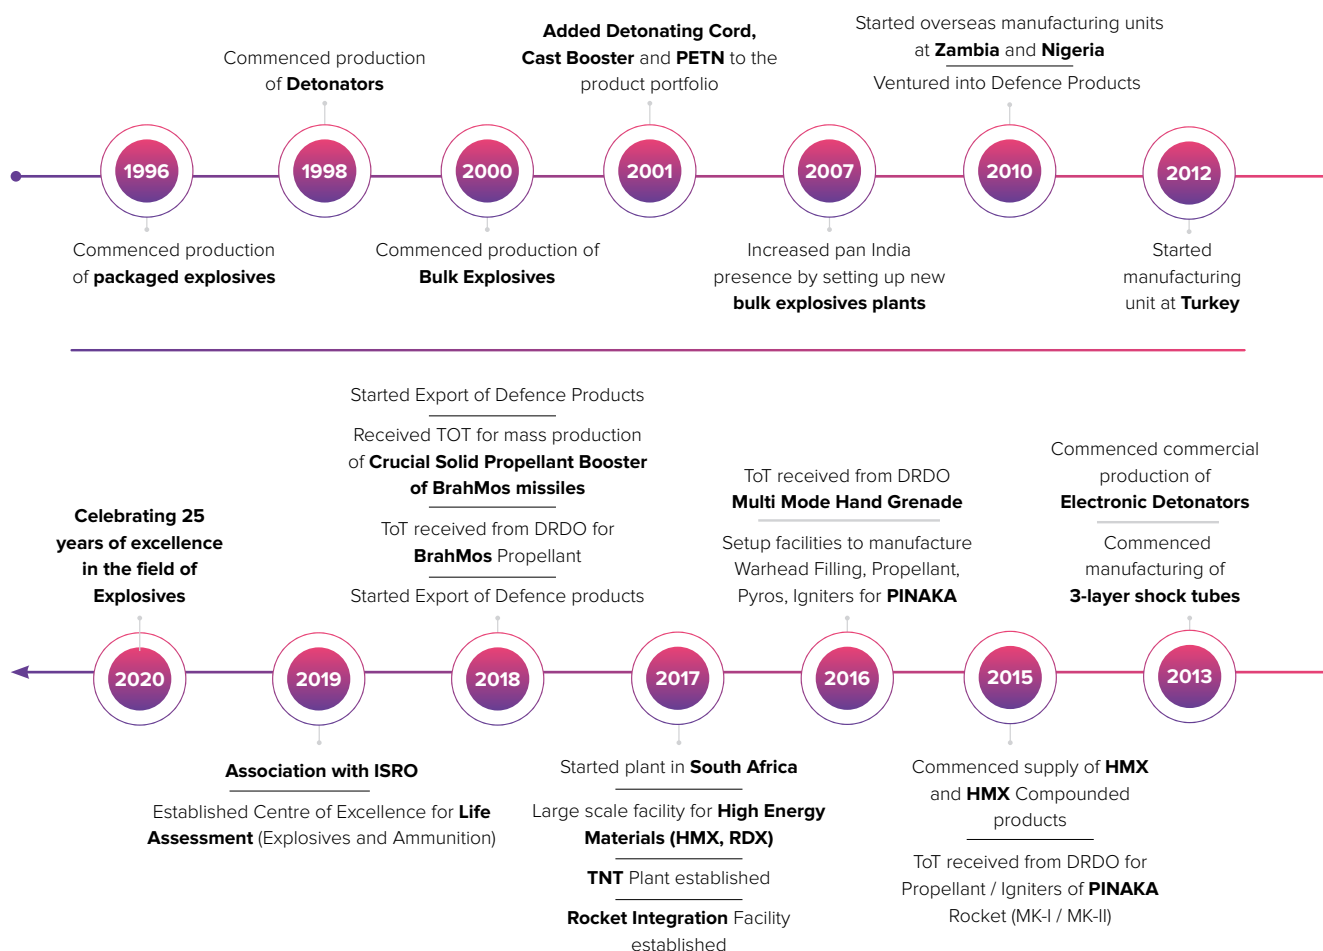 1996
Commenced production
of packaged explosives
Commenced production
of Detonators
1998
2000
Commenced production of
Bulk Explosives
Added Detonating Cord,
Cast Booster and PETN to the
product portfolio
2001
2007
Increased pan India
presence by setting up new
bulk explosives plants
Started overseas manufacturing units
at Zambia and Nigeria
Ventured into Defence Products
2010
2012
Started
manufacturing
unit at Turkey
Commenced commercial
production of
Electronic Detonators
Commenced
manufacturing of
3-layer shock tubes
2013
2015
Commenced supply of HMX
and HMX Compounded
products
ToT received from DRDO for
Propellant / Igniters of PINAKA
Rocket (MK-I / MK-II)
ToT received from DRDO
Multi Mode Hand Grenade
Setup facilities to manufacture
Warhead Filling, Propellant,
Pyros, Igniters for PINAKA
2016
2017
Started plant in South Africa
Large scale facility for High Energy
Materials (HMX, RDX)
TNT Plant established
Rocket Integration Facility
established
Started Export of Defence Products
Received TOT for mass production
of Crucial Solid Propellant Booster
of BrahMos missiles
ToT received from DRDO for
BrahMos Propellant
Started Export of Defence products
2018
2019
Association with ISRO
Established Centre of Excellence for Life
Assessment (Explosives and Ammunition)
Celebrating 25
years of excellence
in the field of
Explosives
2020